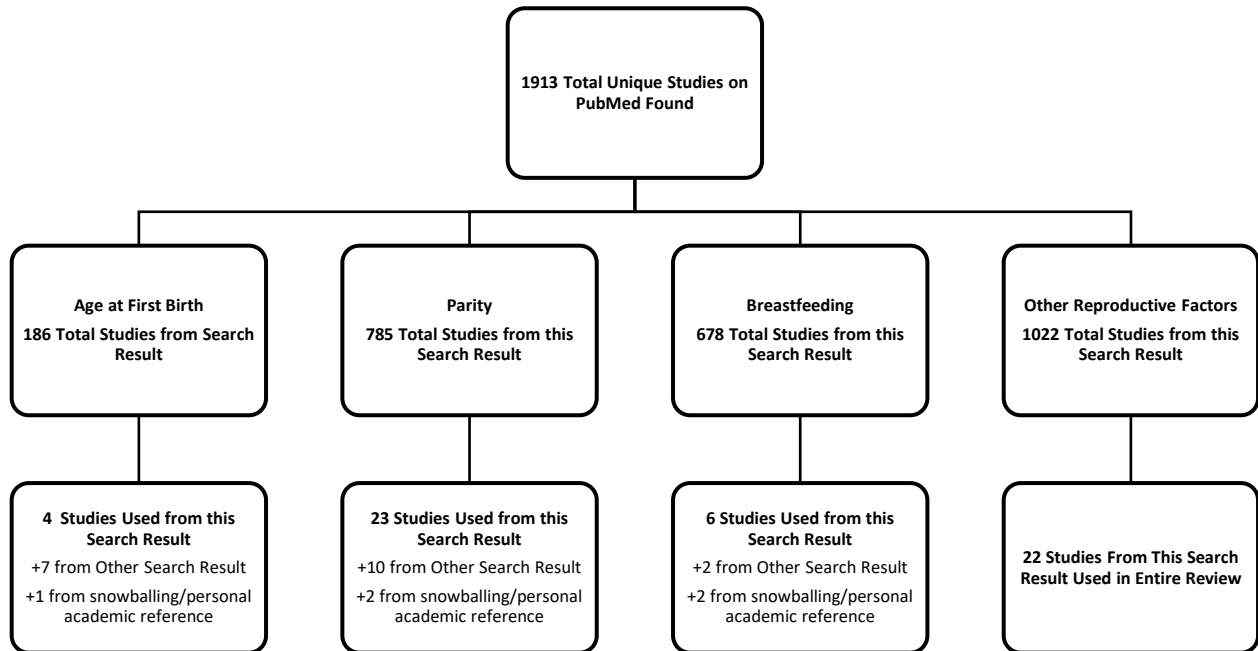 1913 Total Unique Studies on
PubMed Found
Age at First Birth
186 Total Studies from Search
Result
Parity
785 Total Studies from this
Search Result
Breastfeeding
678 Total Studies from this
Search Result
Other Reproductive Factors
1022 Total Studies from this
Search Result
4 Studies Used from this
Search Result
+7 from Other Search Result
+1 from snowballing/personal
academic reference
23 Studies Used from this
Search Result
+10 from Other Search Result
+2 from snowballing/personal
academic reference
6 Studies Used from this
Search Result
+2 from Other Search Result
+2 from snowballing/personal
academic reference
22 Studies From This Search
Result Used in Entire Review